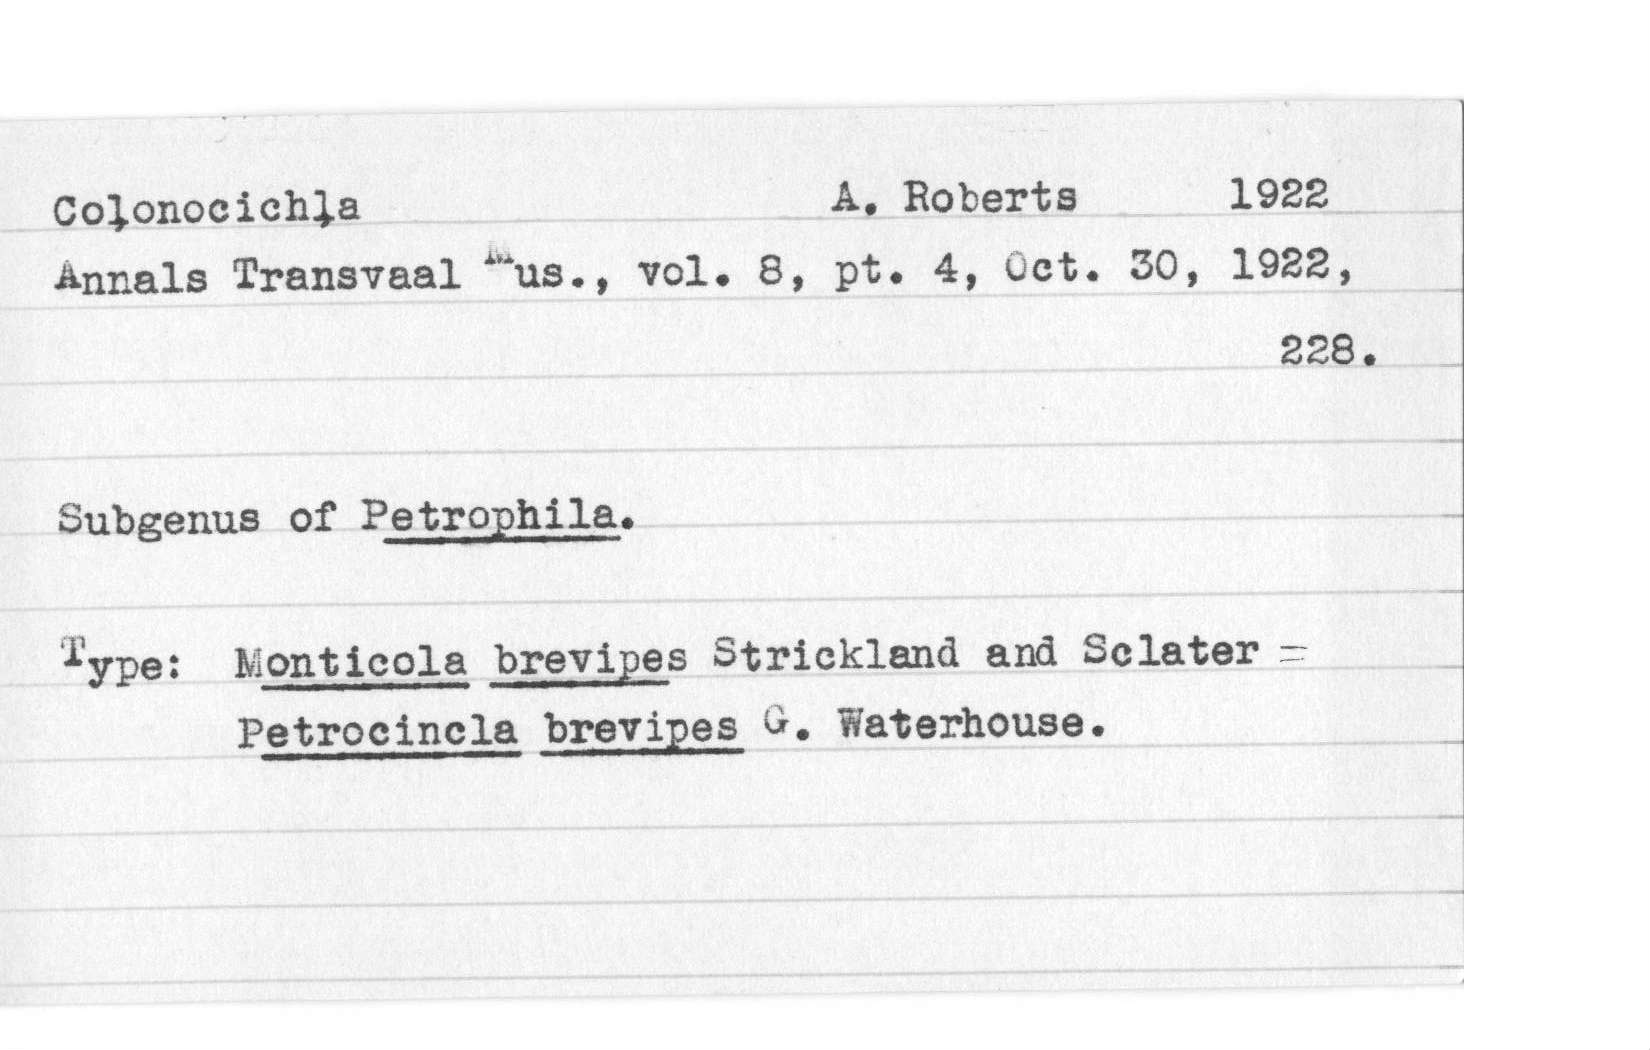 Colonocichla A. Roberts 1922
Annals Transvaal Mus., vol. 8, pt. 4, Oct. 30, 1922,
228.
Subgenus of Petrophila.
Type: Monticola brevipes Strickland and Sclater =
Petrocincla brevipes G. Waterhouse.